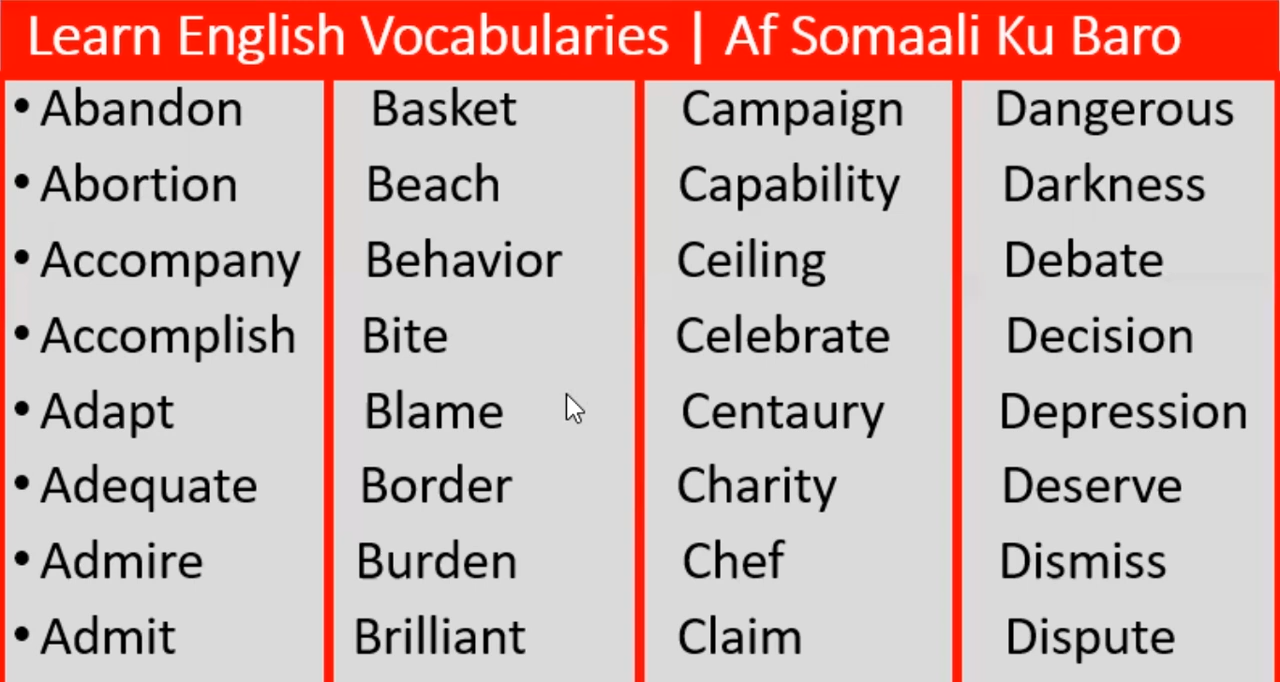 Learn English Vocabularies | Af Somaali Ku Baro
• Abandon Basket Campaign Dangerous
• Abortion Beach Capability Darkness
• Accompany Behavior Ceiling Debate
• Accomplish Bite Celebrate Decision
• Adapt Blame Centaury Depression
• Adequate Border Charity Deserve
• Admire Burden Chef Dismiss
• Admit Brilliant Claim Dispute